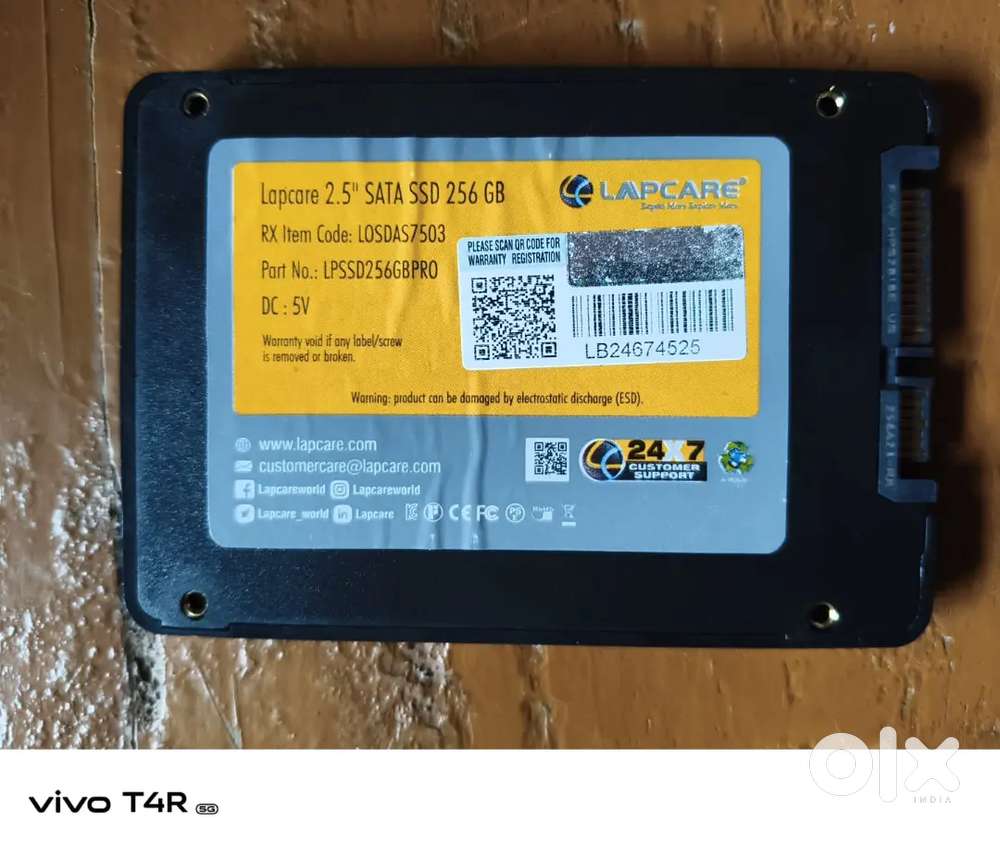 Lapcare 2.5" SATA SSD 256 GB
LAPCARE®
RX Item Code: LOSDAS7503
Part No.: LPSSD256GBPRO
DC : 5V
PLEASE SCAN QR CODE FOR
WARRANTY REGISTRATION
LB24674525
Warranty void if any label/screw
is removed or broken.
Warning: product can be damaged by electrostatic discharge (ESD).
www.lapcare.com
customercare@lapcare.com
Lapcareworld Lapcareworld
Lapcare_world Lapcare
24X7
CUSTOMER
SUPPORT
CE FC
vivo T4R 5G
olx
INDIA